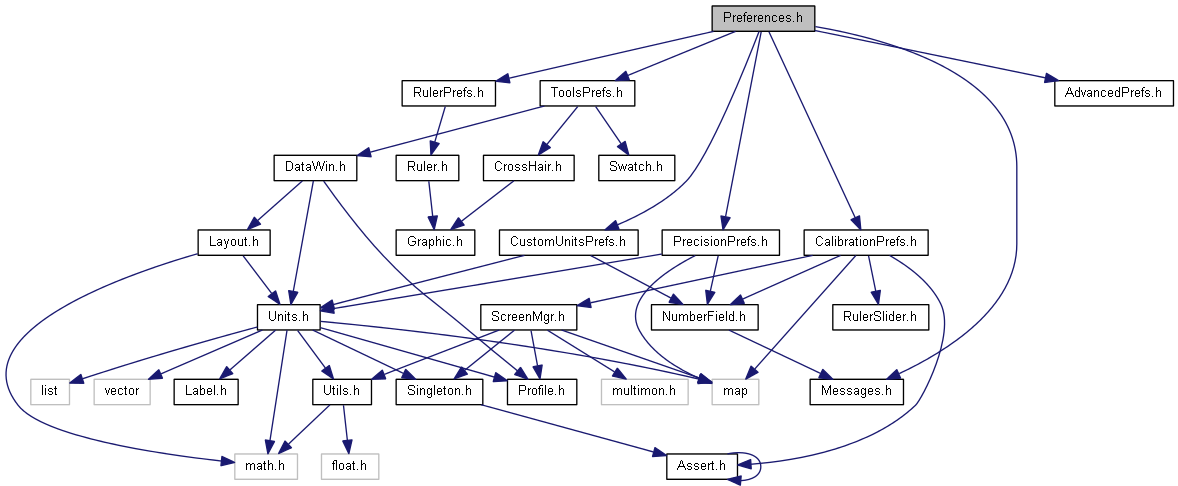 Preferences.h
RulerPrefs.h
ToolsPrefs.h
AdvancedPrefs.h
DataWin.h
Ruler.h
CrossHair.h
Swatch.h
Layout.h
Graphic.h
CustomUnitsPrefs.h
PrecisionPrefs.h
CalibrationPrefs.h
Units.h
ScreenMgr.h
NumberField.h
RulerSlider.h
list
vector
Label.h
Utils.h
Singleton.h
Profile.h
multimon.h
map
Messages.h
math.h
float.h
Assert.h